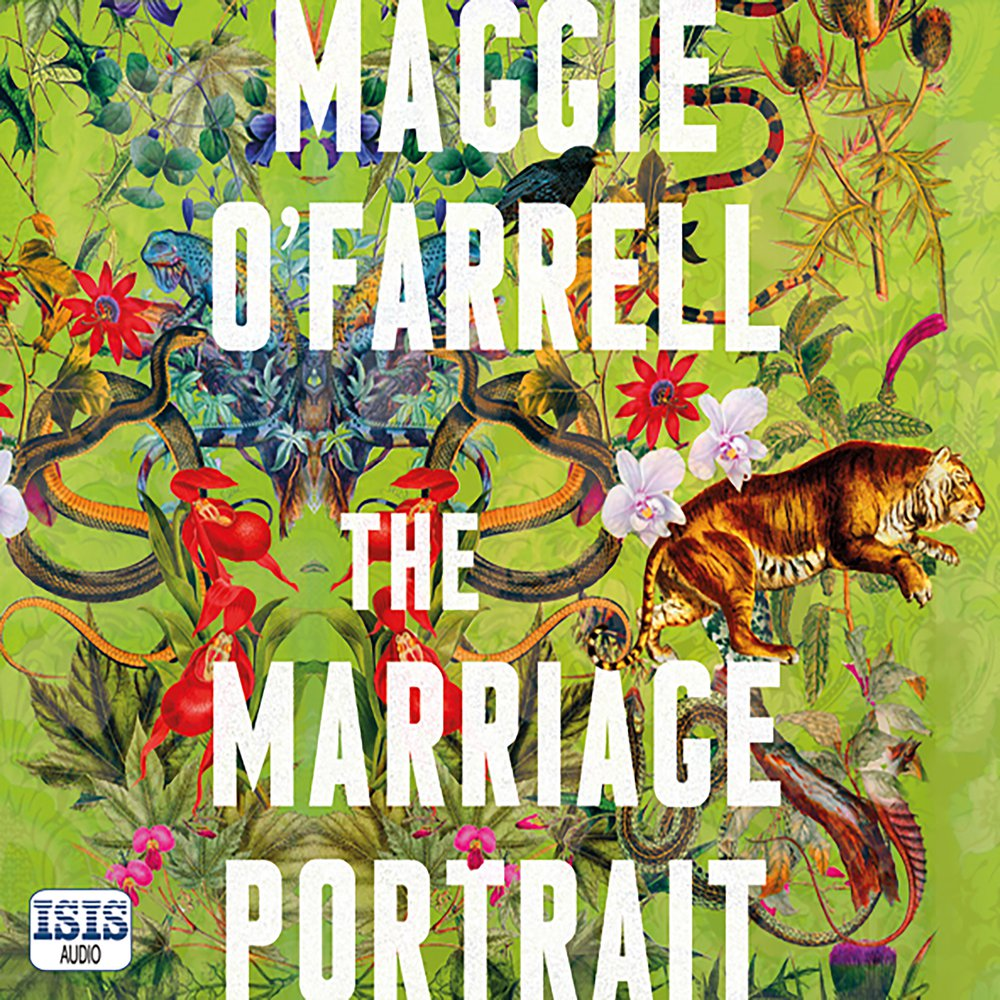 MAGGIE
O'FARRELL
THE
MARRIAGE
PORTRAIT
ISIS
AUDIO